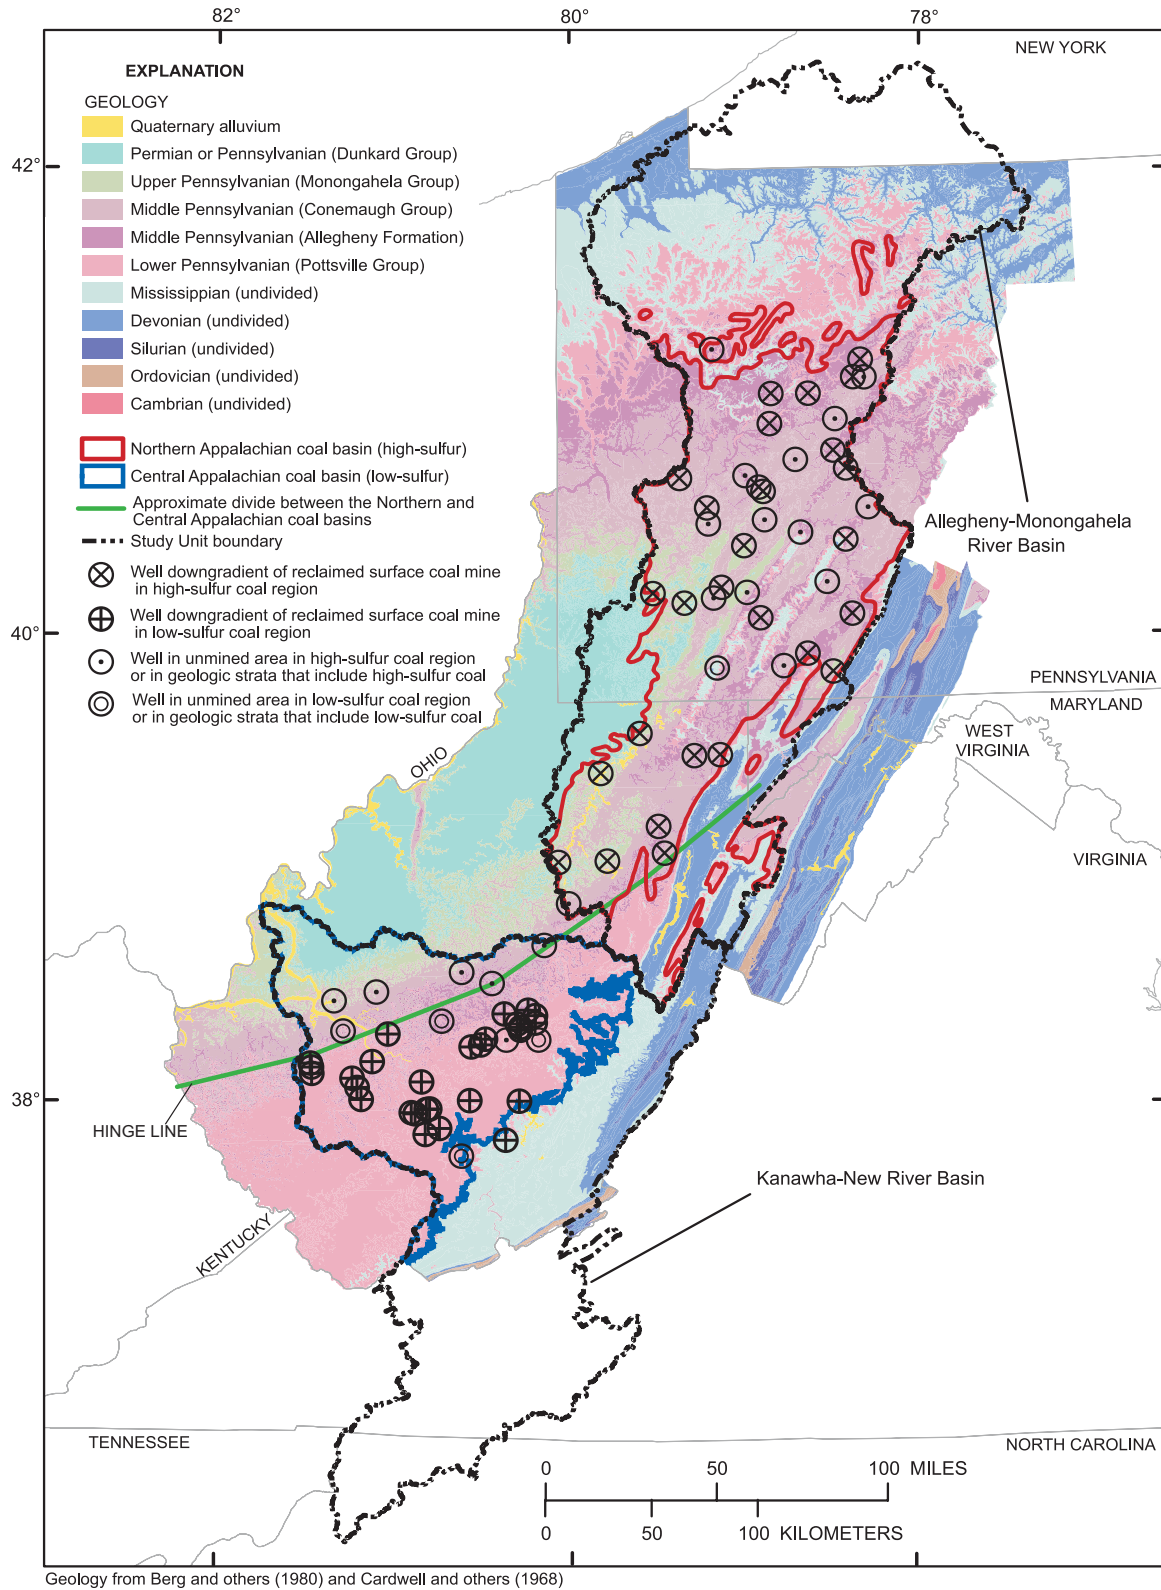 82°
80°
78°
NEW YORK
EXPLANATION
GEOLOGY
Quaternary alluvium
Permian or Pennsylvanian (Dunkard Group)
Upper Pennsylvanian (Monongahela Group)
Middle Pennsylvanian (Conemaugh Group)
Middle Pennsylvanian (Allegheny Formation)
Lower Pennsylvanian (Pottsville Group)
Mississippian (undivided)
Devonian (undivided)
Silurian (undivided)
Ordovician (undivided)
Cambrian (undivided)
Northern Appalachian coal basin (high-sulfur)
Central Appalachian coal basin (low-sulfur)
Approximate divide between the Northern and
Central Appalachian coal basins
Study Unit boundary
Well downgradient of reclaimed surface coal mine
in high-sulfur coal region
Well downgradient of reclaimed surface coal mine
in low-sulfur coal region
Well in unmined area in high-sulfur coal region
or in geologic strata that include high-sulfur coal
Well in unmined area in low-sulfur coal region
or in geologic strata that include low-sulfur coal
42°
40°
38°
Allegheny-Monongahela
River Basin
PENNSYLVANIA
MARYLAND
WEST
VIRGINIA
OHIO
VIRGINIA
HINGE LINE
KENTUCKY
Kanawha-New River Basin
TENNESSEE
NORTH CAROLINA
0 50 100 MILES
0 50 100 KILOMETERS
Geology from Berg and others (1980) and Cardwell and others (1968)